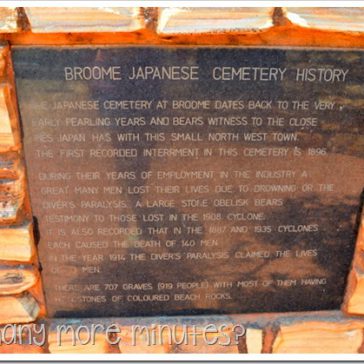 BROOME JAPANESE CEMETERY HISTORY
THE JAPANESE CEMETERY AT BROOME DATES BACK TO THE VERY
EARLY PEARLING YEARS AND BEARS WITNESS TO THE CLOSE
TIES JAPAN HAS WITH THIS SMALL NORTH WEST TOWN.
THE FIRST RECORDED INTERRMENT IN THIS CEMETERY IS 1896.
DURING THEIR YEARS OF EMPLOYMENT IN THE INDUSTRY A
GREAT MANY MEN LOST THEIR LIVES DUE TO DROWNING OR THE
DIVER'S PARALYSIS. A LARGE STONE OBELISK BEARS
TESTIMONY TO THOSE LOST IN THE 1908 CYCLONE.
IT IS ALSO RECORDED THAT IN THE 1887 AND 1935 CYCLONES
EACH CAUSED THE DEATH OF 140 MEN.
IN THE YEAR 1914 THE DIVER'S PARALYSIS CLAIMED THE LIVES
OF MEN.
THERE ARE 707 GRAVES (919 PEOPLE) WITH MOST OF THEM HAVING
HEADSTONES OF COLOURED BEACH ROCKS.
many more minutes?